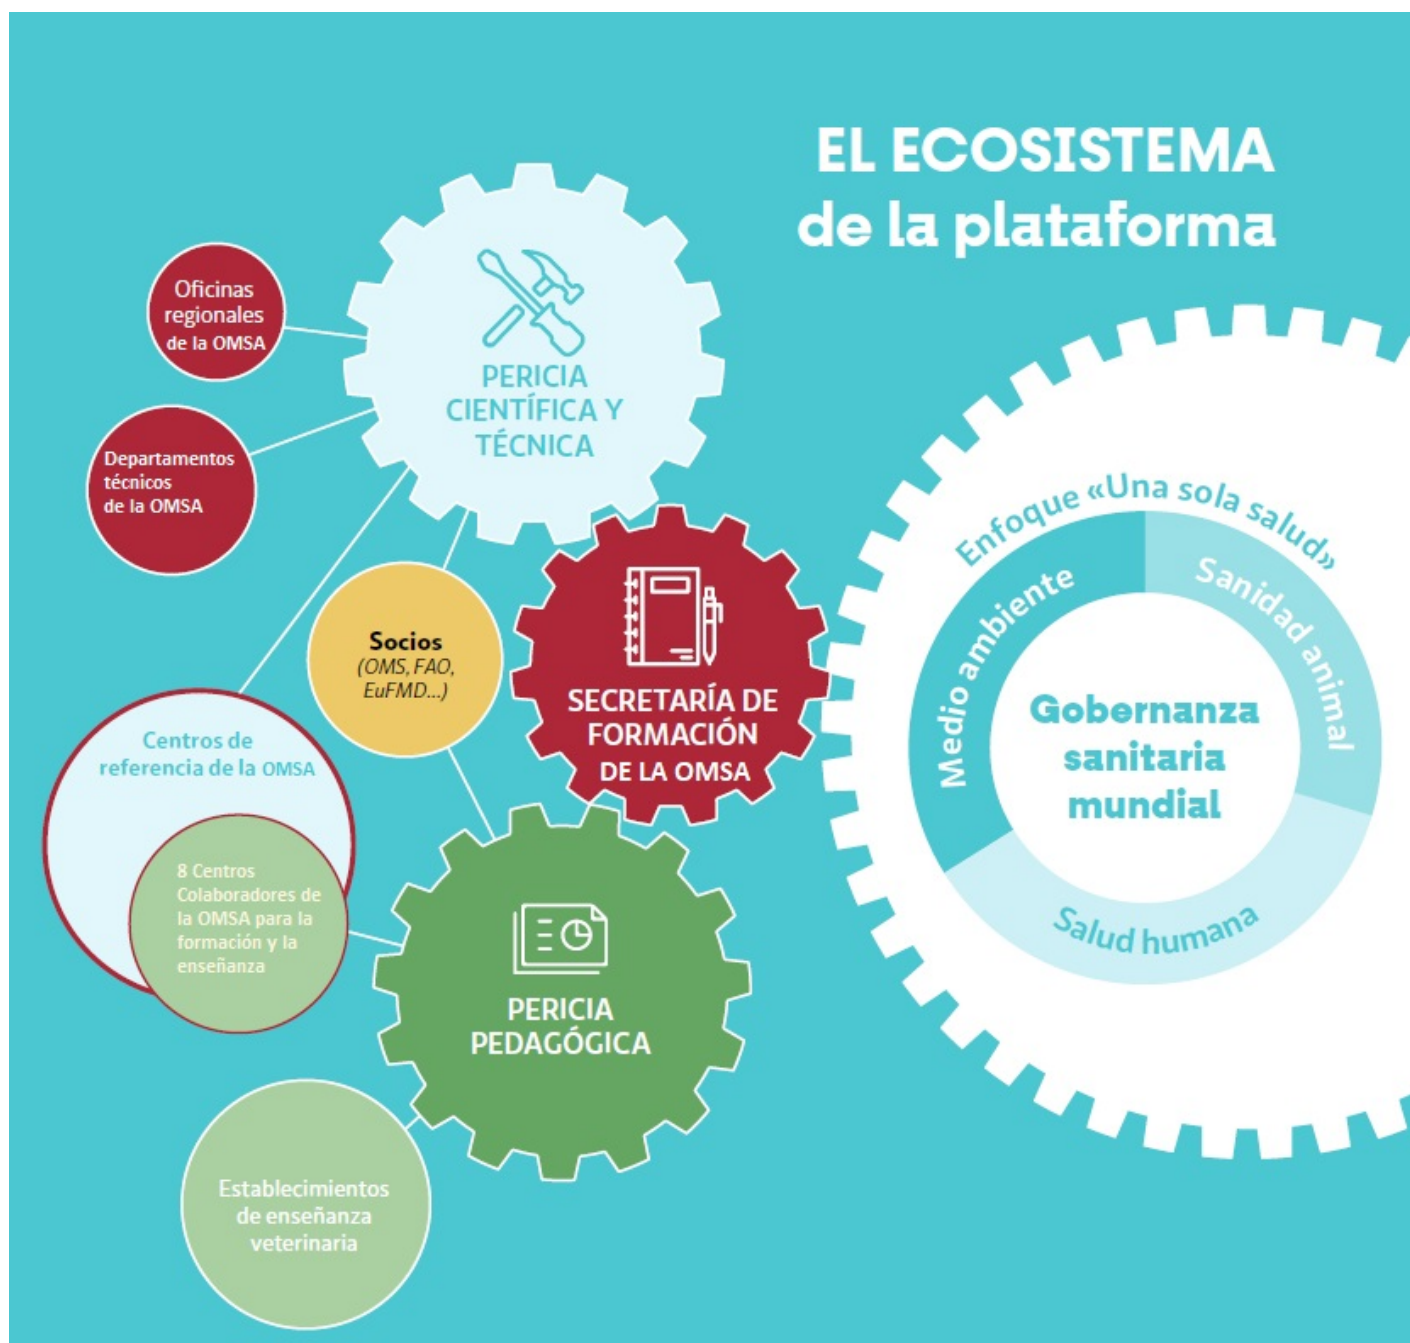 EL ECOSISTEMA
de la plataforma
Oficinas
regionales
de la OMSA
PERICIA
CIENTÍFICA Y
TÉCNICA
Departamentos
técnicos
de la OMSA
Socios
(OMS, FAO,
EuFMD...)
SECRETARÍA DE
FORMACIÓN
DE LA OMSA
Centros de
referencia de la OMSA
8 Centros
Colaboradores de
la OMSA para la
formación y la
enseñanza
PERICIA
PEDAGÓGICA
Establecimientos
de enseñanza
veterinaria
Enfoque «Una sola salud»
Medio ambiente
Sanidad animal
Gobernanza
sanitaria
mundial
Salud humana